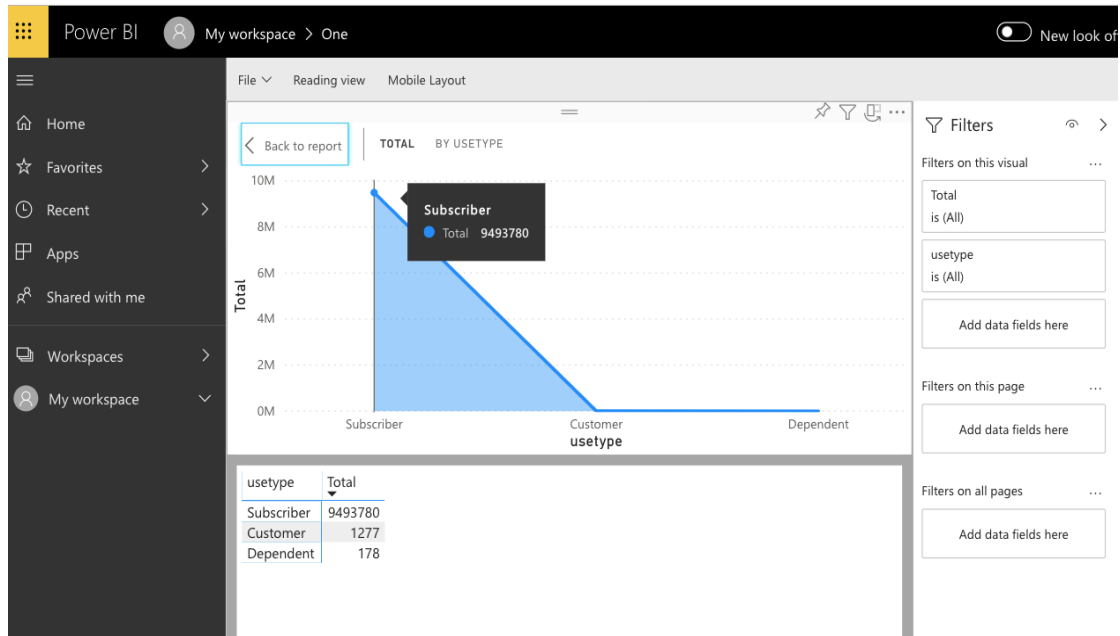 Power BI My workspace > One New look of
File Reading view Mobile Layout
Home
Favorites
Recent
Apps
Shared with me
Workspaces
My workspace
Back to report TOTAL BY USETYPE
10M
8M
6M
4M
2M
0M
Total
Subscriber
Total 9493780
Subscriber Customer Dependent
usetype
usetype Total
Subscriber 9493780
Customer 1277
Dependent 178
Filters
Filters on this visual ...
Total
is (All)
usetype
is (All)
Add data fields here
Filters on this page ...
Add data fields here
Filters on all pages ...
Add data fields here